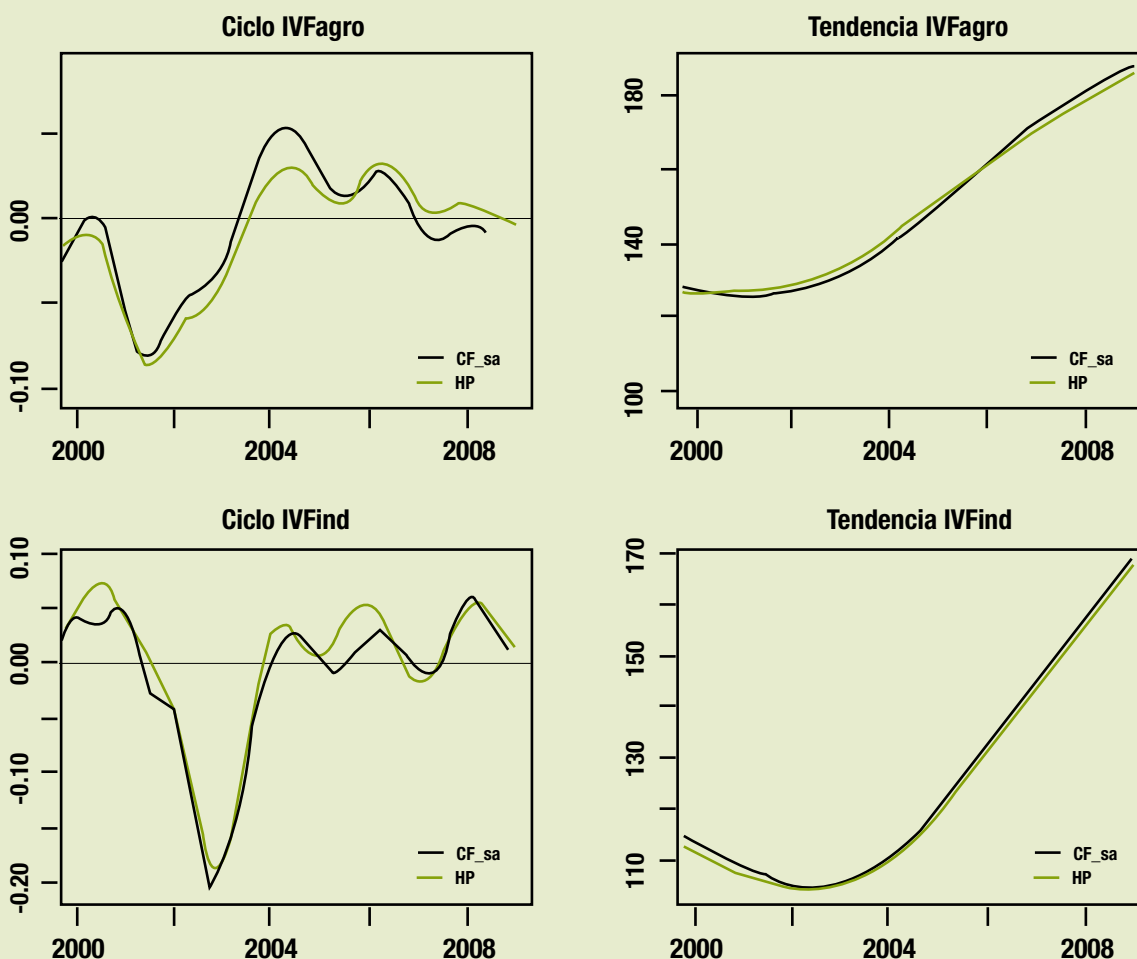 Ciclo IVFagro
0.00
-0.10
CF_sa
HP
2000 2004 2008
Tendencia IVFagro
180
140
100
CF_sa
HP
2000 2004 2008
Ciclo IVFind
0.10
0.00
-0.10
-0.20
CF_sa
HP
2000 2004 2008
Tendencia IVFind
170
150
130
110
CF_sa
HP
2000 2004 2008